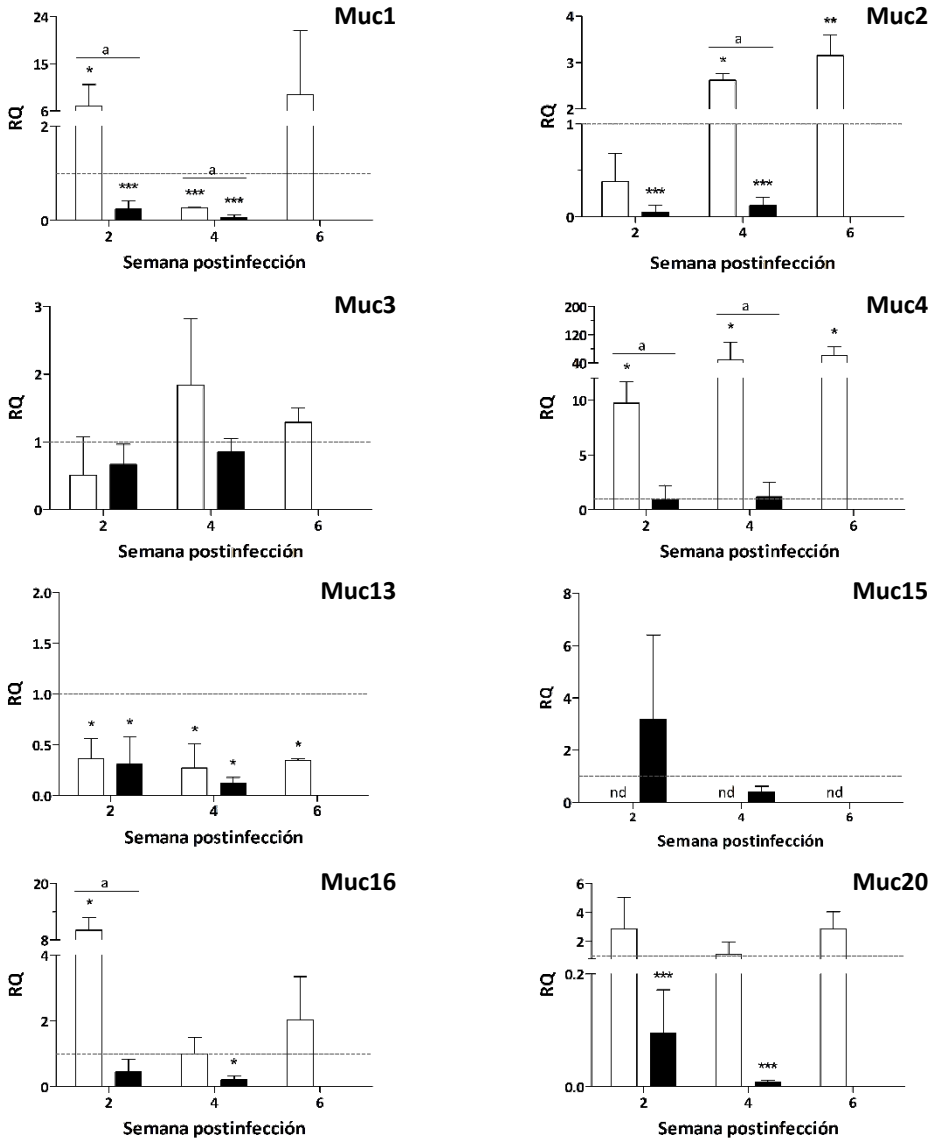 Muc1
24
15
6
2
0
RQ
a
*
***
a
***
***
2 4 6
Semana postinfección
Muc2
4
3
2
1
0
RQ
**
a
*
***
***
2 4 6
Semana postinfección
Muc3
3
2
1
0
RQ
2 4 6
Semana postinfección
Muc4
200
120
40
10
5
0
RQ
a
*
a
*
*
2 4 6
Semana postinfección
Muc13
2.0
1.5
1.0
0.5
0.0
RQ
* * * * *
2 4 6
Semana postinfección
Muc15
8
6
4
2
0
RQ
nd nd nd
2 4 6
Semana postinfección
Muc16
20
8
4
2
0
RQ
a
*
*
2 4 6
Semana postinfección
Muc20
6
4
2
0.2
0.0
RQ
***
***
2 4 6
Semana postinfección